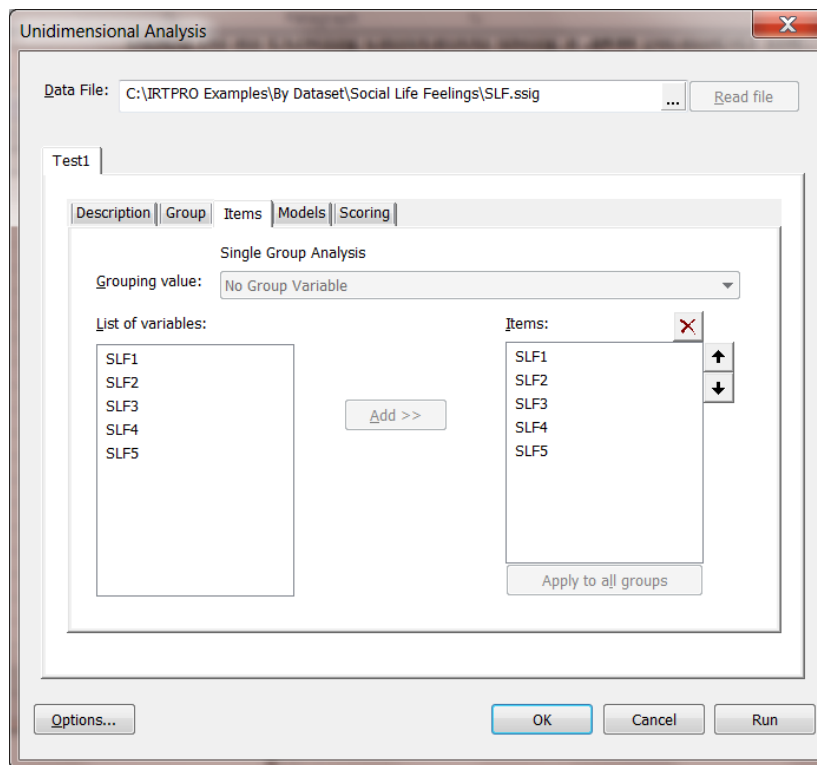 Unidimensional Analysis
X
Data File: C:\IRTPRO Examples\By Dataset\Social Life Feelings\SLF.ssig ... Read file
Test1
Description Group Items Models Scoring
Single Group Analysis
Grouping value: No Group Variable
List of variables: Items:
SLF1 SLF1
SLF2 SLF2
SLF3 SLF3
SLF4 SLF4
SLF5 SLF5
Add >>
Apply to all groups
Options... OK Cancel Run